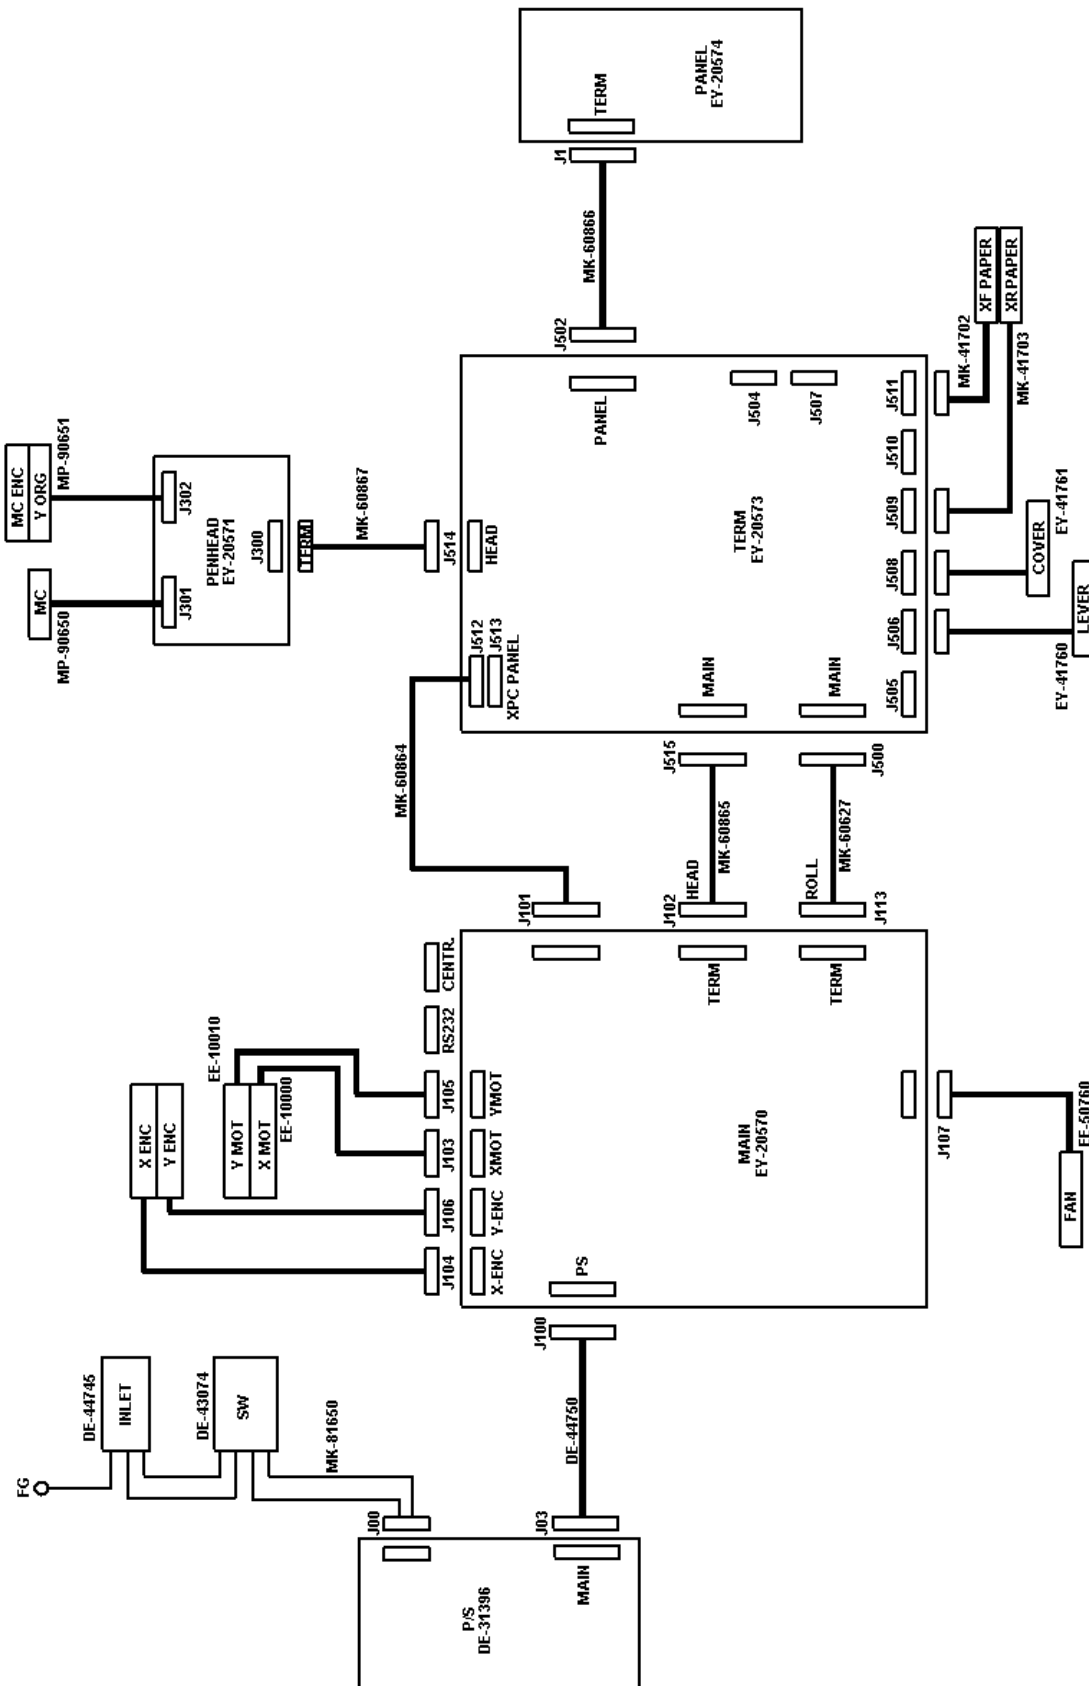 FG
DE-44745
INLET
DE-43074
SW
MK-81650
J00
P/S
DE-31396
J03
MAIN
DE-44750
J100
PS
X ENC
Y ENC
Y MOT
X MOT
EE-10010
EE-10000
J104
J106
J103
J105
RS232
CENTR.
X-ENC
Y-ENC
XMOT
YMOT
MAIN
EY-20570
J107
FAN
J101
J102
HEAD
TERM
J113
ROLL
TERM
MK-60864
MK-60865
MK-60627
J515
MAIN
J500
MAIN
MC
MP-90650
MC ENC
Y ORG
MP-90651
J301
J302
PENHEAD
EY-20571
J300
TERM
MK-60867
J514
HEAD
J512
J513
XPC PANEL
TERM
EY-20573
PANEL
J502
J504
J507
J505
J506
J508
J509
J510
J511
MK-60866
J1
TERM
PANEL
EY-20574
MK-41702
XF PAPER
XR PAPER
MK-41703
COVER
EY-41761
EY-41760
LEVER